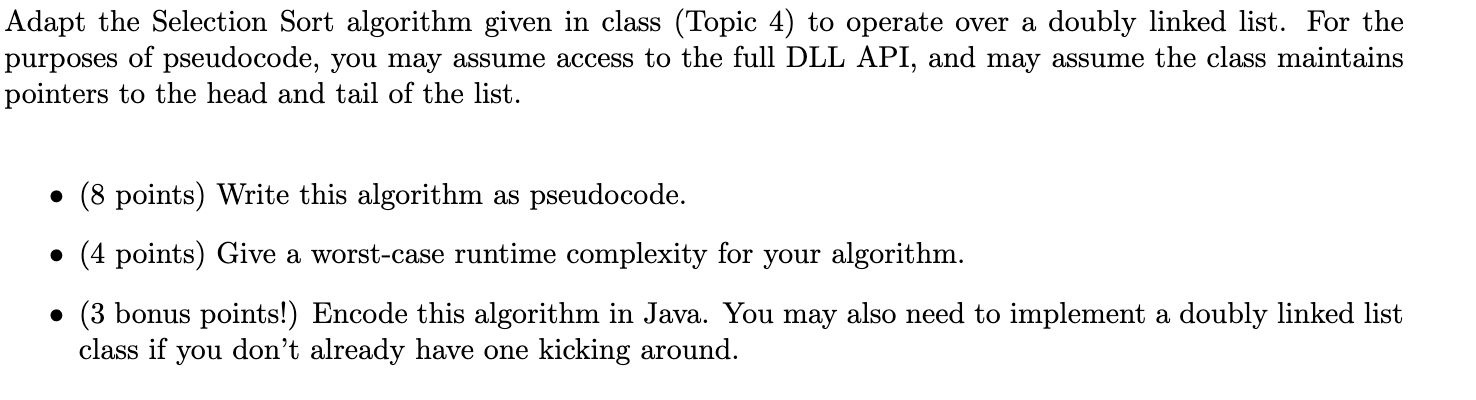 Adapt the Selection Sort algorithm given in class (Topic 4) to operate over a doubly linked list. For the
purposes of pseudocode, you may assume access to the full DLL API, and may assume the class maintains
pointers to the head and tail of the list.
• (8 points) Write this algorithm as pseudocode.
• (4 points) Give a worst-case runtime complexity for your algorithm.
• (3 bonus points!) Encode this algorithm in Java. You may also need to implement a doubly linked list
class if you don't already have one kicking around.